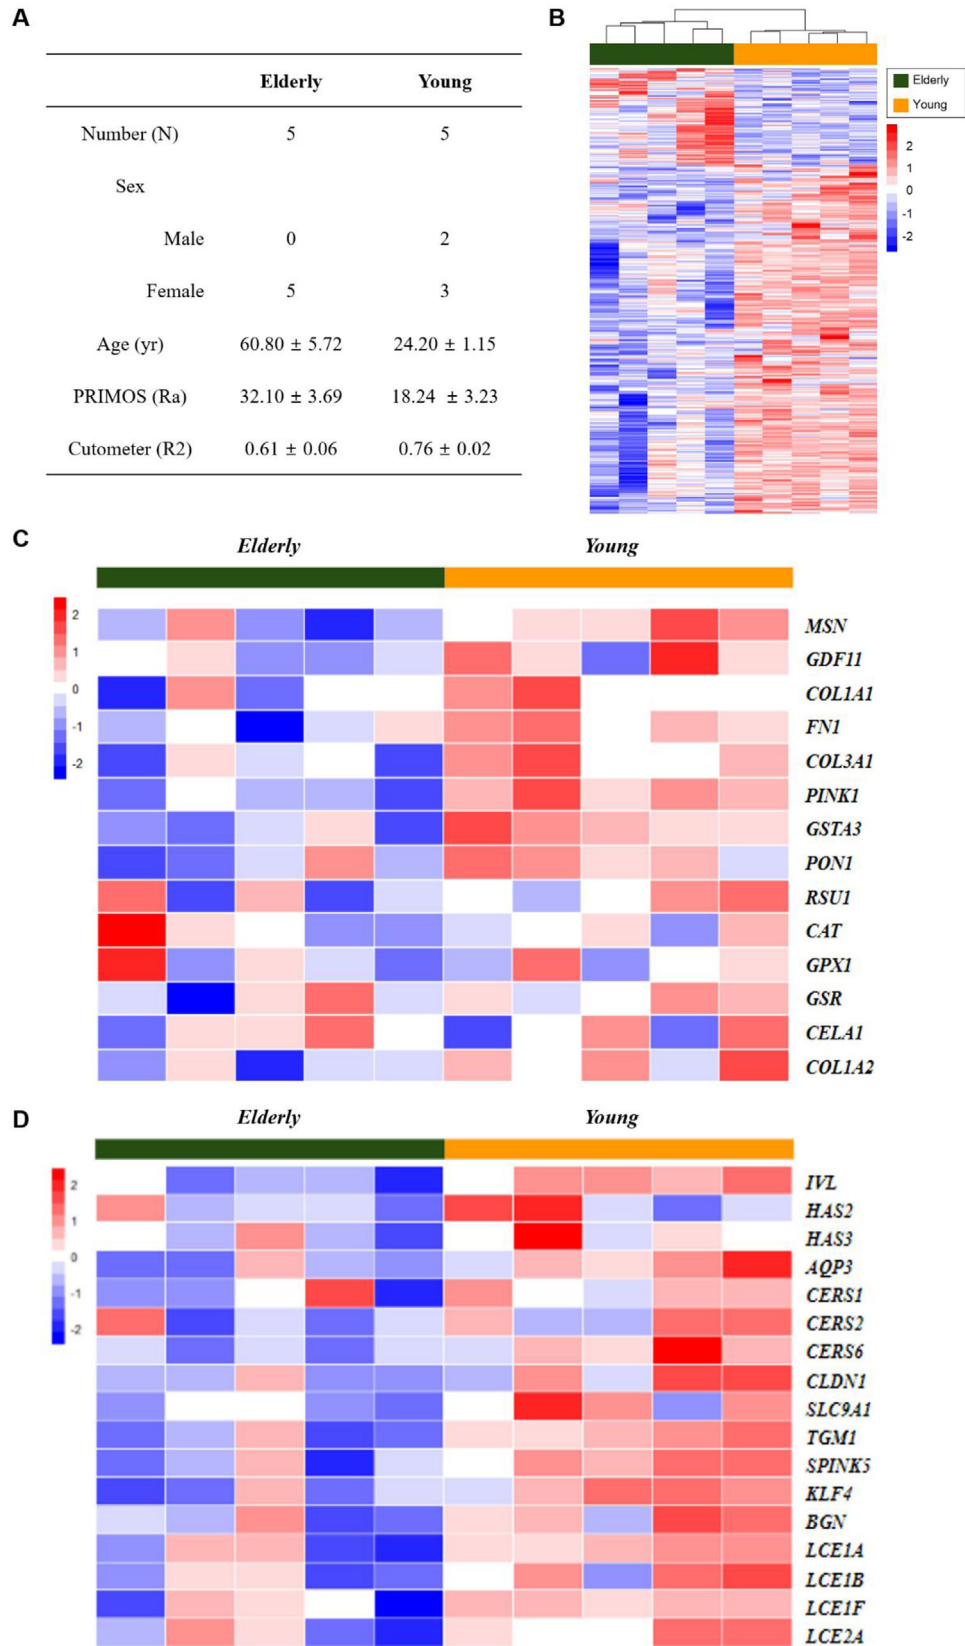 A
Elderly Young
Number (N) 5 5
Sex
Male 0 2
Female 5 3
Age (yr) 60.80 ± 5.72 24.20 ± 1.15
PRIMOS (Ra) 32.10 ± 3.69 18.24 ± 3.23
Cutometer (R2) 0.61 ± 0.06 0.76 ± 0.02
B
Elderly
Young
2
1
0
-1
-2
C
Elderly Young
2
1
0
-1
-2
MSN
GDF11
COL1A1
FN1
COL3A1
PINK1
GSTA3
PON1
RSU1
CAT
GPX1
GSR
CELA1
COL1A2
D
Elderly Young
2
1
0
-1
-2
IVL
HAS2
HAS3
AQP3
CERS1
CERS2
CERS6
CLDN1
SLC9A1
TGM1
SPINK5
KLF4
BGN
LCE1A
LCE1B
LCE1F
LCE2A